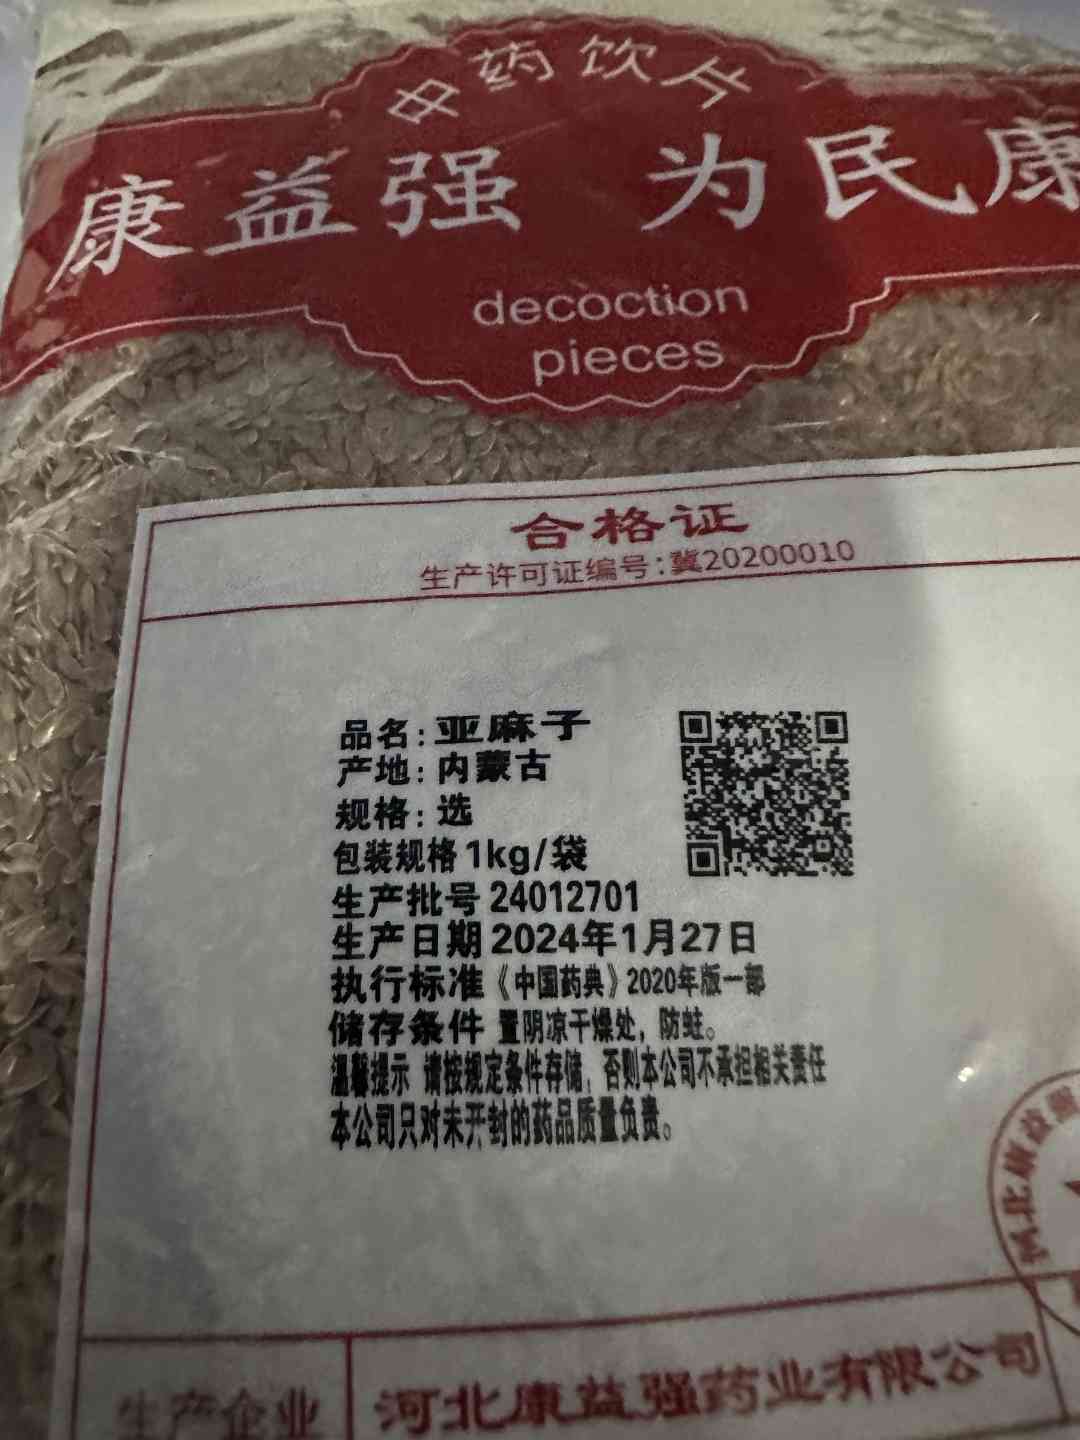 中药饮片
康益强 为民康
decoction
pieces
合格证
生产许可证编号:冀20200010
品名:亚麻子
产地:内蒙古
规格:选
包装规格1kg/袋
生产批号24012701
生产日期2024年1月27日
执行标准《中国药典》2020年版一部
储存条件 置阴凉干燥处,防蛀。
温馨提示 请按规定条件存储,否则本公司不承担相关责任
本公司只对未开封的药品质量负责。
河北康益强
生产企业 河北康益强药业有限公司